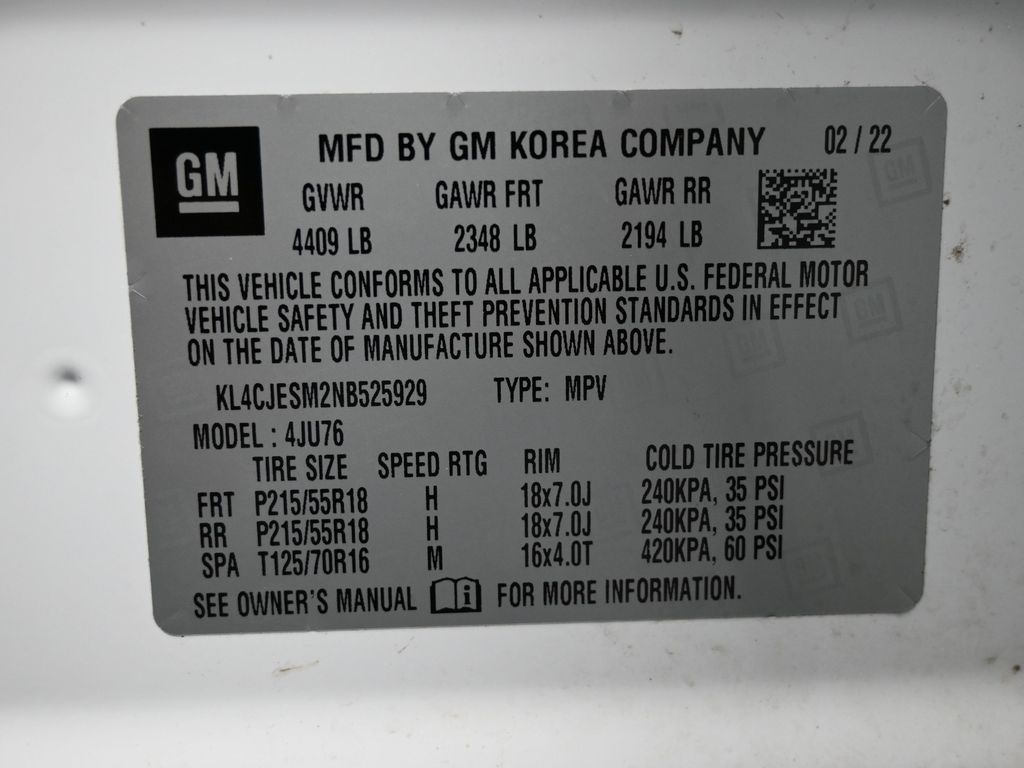 GM
MFD BY GM KOREA COMPANY 02 / 22
GVWR GAWR FRT GAWR RR
4409 LB 2348 LB 2194 LB
THIS VEHICLE CONFORMS TO ALL APPLICABLE U.S. FEDERAL MOTOR
VEHICLE SAFETY AND THEFT PREVENTION STANDARDS IN EFFECT
ON THE DATE OF MANUFACTURE SHOWN ABOVE.
KL4CJESM2NB525929 TYPE: MPV
MODEL : 4JU76
TIRE SIZE SPEED RTG RIM COLD TIRE PRESSURE
FRT P215/55R18 H 18x7.0J 240KPA, 35 PSI
RR P215/55R18 H 18x7.0J 240KPA, 35 PSI
SPA T125/70R16 M 16x4.0T 420KPA, 60 PSI
SEE OWNER'S MANUAL i FOR MORE INFORMATION.